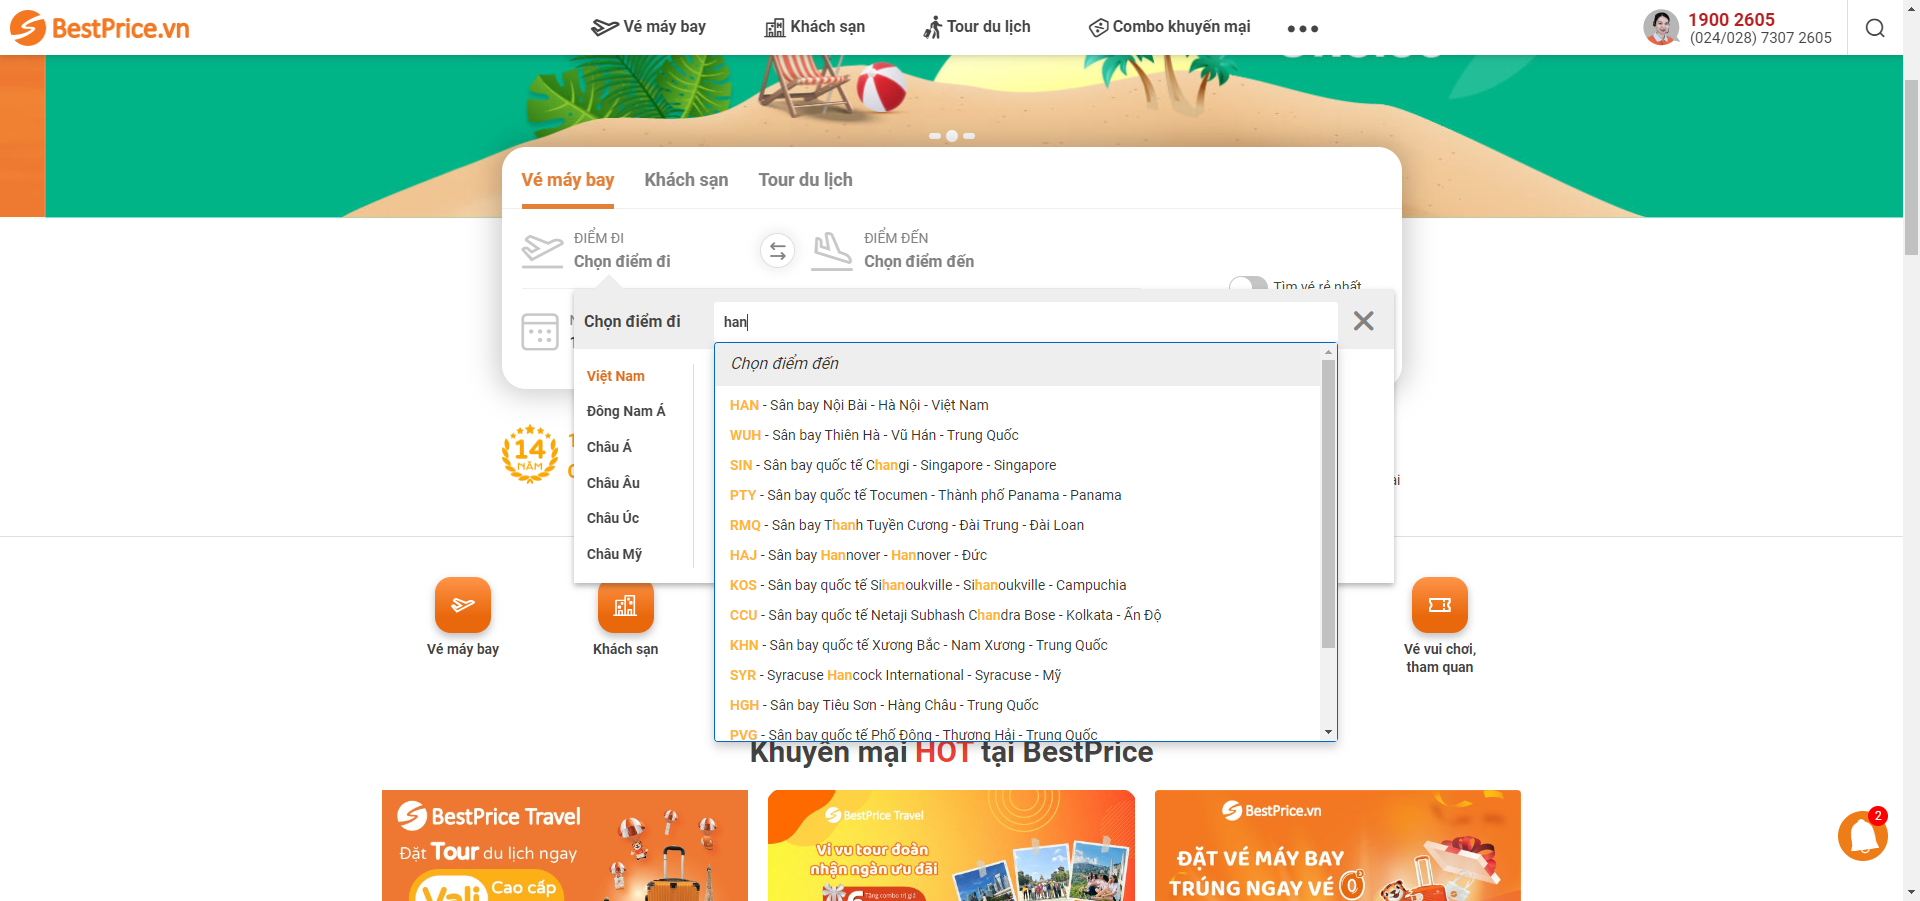 BestPrice.vn
Vé máy bay
Khách sạn
Tour du lịch
Combo khuyến mại
1900 2605
(024/028) 7307 2605
Vé máy bay
Khách sạn
Tour du lịch
ĐIỂM ĐI
Chọn điểm đi
ĐIỂM ĐẾN
Chọn điểm đến
Tìm vé rẻ nhất
Chọn điểm đi
han
Việt Nam
Đông Nam Á
Châu Á
Châu Âu
Châu Úc
Châu Mỹ
Chọn điểm đến
HAN - Sân bay Nội Bài - Hà Nội - Việt Nam
WUH - Sân bay Thiên Hà - Vũ Hán - Trung Quốc
SIN - Sân bay quốc tế Changi - Singapore - Singapore
PTY - Sân bay quốc tế Tocumen - Thành phố Panama - Panama
RMQ - Sân bay Thanh Tuyền Cương - Đài Trung - Đài Loan
HAJ - Sân bay Hannover - Hannover - Đức
KOS - Sân bay quốc tế Sihanoukville - Sihanoukville - Campuchia
CCU - Sân bay quốc tế Netaji Subhash Chandra Bose - Kolkata - Ấn Độ
KHN - Sân bay quốc tế Xương Bắc - Nam Xương - Trung Quốc
SYR - Syracuse Hancock International - Syracuse - Mỹ
HGH - Sân bay Tiêu Sơn - Hàng Châu - Trung Quốc
PVG - Sân bay quốc tế Phố Đông - Thượng Hải - Trung Quốc
14
NĂM
Vé máy bay
Khách sạn
Vé vui chơi,
tham quan
Khuyến mại HOT tại BestPrice
BestPrice Travel
Đặt Tour du lịch ngay
Vali Cao cấp
BestPrice Travel
Vi vu tour đoàn
nhận ngàn ưu đãi
Tặng combo trị giá
BestPrice.vn
ĐẶT VÉ MÁY BAY
TRÚNG NGAY VÉ 0
2